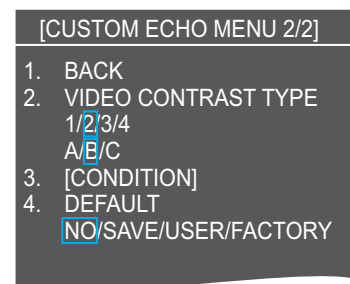 [CUSTOM ECHO MENU 2/2]
1. BACK
2. VIDEO CONTRAST TYPE
1/2/3/4
A/B/C
3. [CONDITION]
4. DEFAULT
NO/SAVE/USER/FACTORY